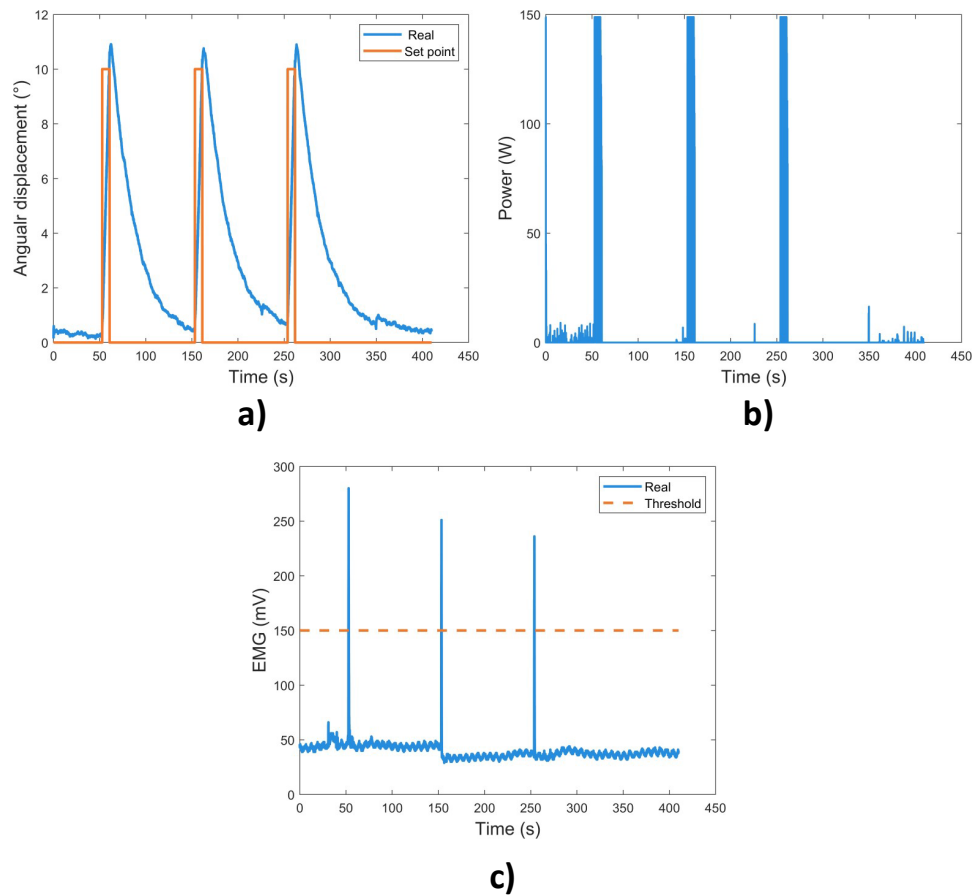 12
10
8
6
4
2
0
Angualr displacement (°)
Real
Set point
0 50 100 150 200 250 300 350 400 450
Time (s)
a)
150
100
50
0
Power (W)
0 50 100 150 200 250 300 350 400 450
Time (s)
b)
300
250
200
150
100
50
0
EMG (mV)
Real
Threshold
0 50 100 150 200 250 300 350 400 450
Time (s)
c)